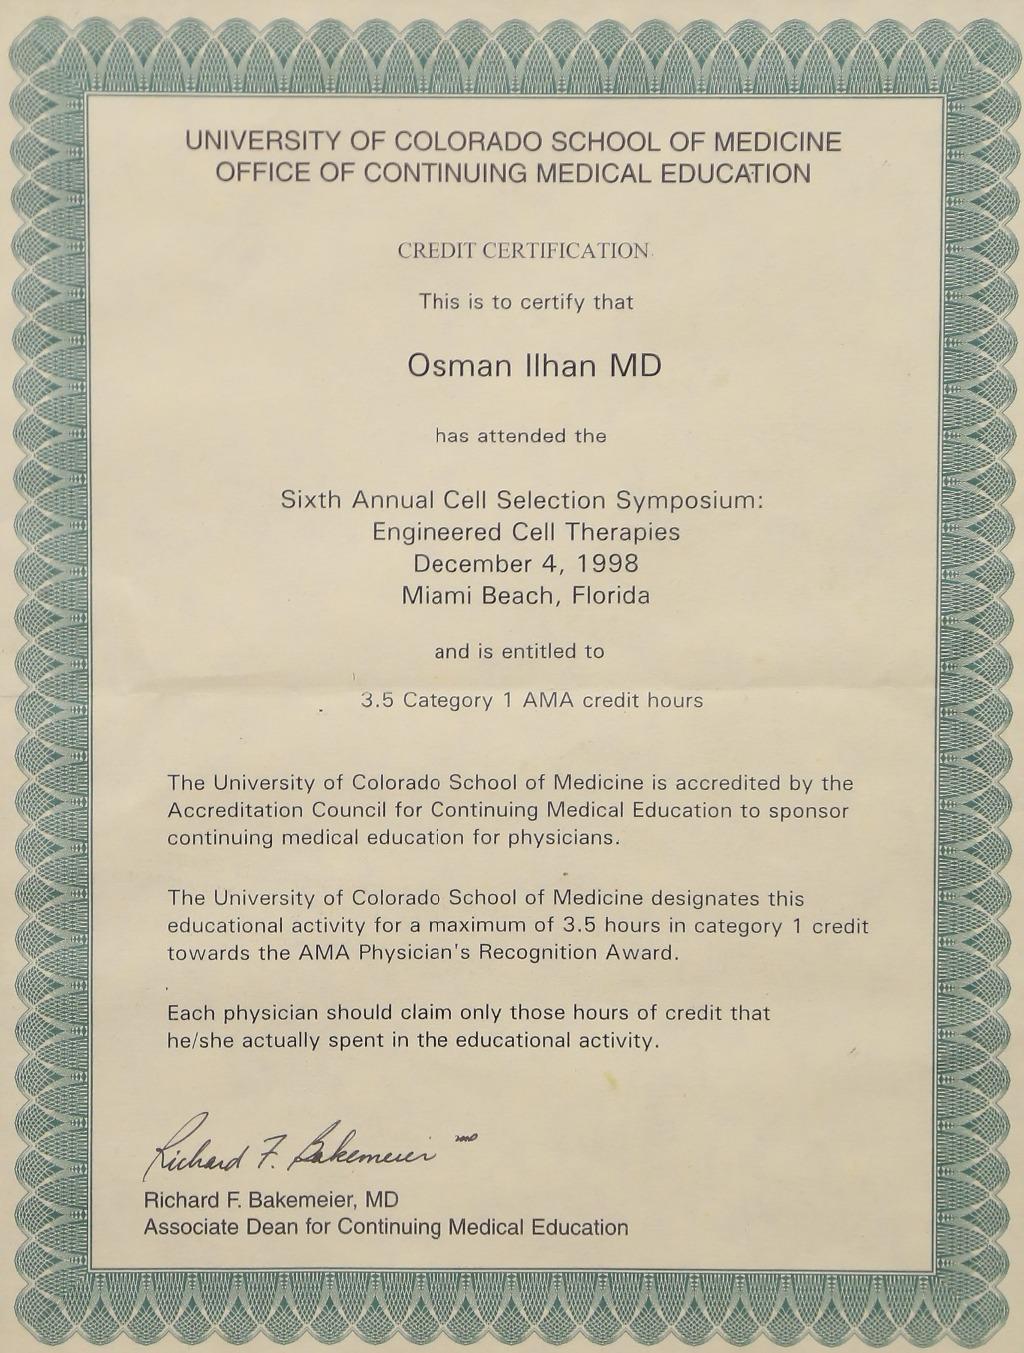 UNIVERSITY OF COLORADO SCHOOL OF MEDICINE
OFFICE OF CONTINUING MEDICAL EDUCATION
CREDIT CERTIFICATION
This is to certify that
Osman Ilhan MD
has attended the
Sixth Annual Cell Selection Symposium:
Engineered Cell Therapies
December 4, 1998
Miami Beach, Florida
and is entitled to
3.5 Category 1 AMA credit hours
The University of Colorado School of Medicine is accredited by the
Accreditation Council for Continuing Medical Education to sponsor
continuing medical education for physicians.
The University of Colorado School of Medicine designates this
educational activity for a maximum of 3.5 hours in category 1 credit
towards the AMA Physician's Recognition Award.
Each physician should claim only those hours of credit that
he/she actually spent in the educational activity.
Richard F. Bakemeier MD
Richard F. Bakemeier, MD
Associate Dean for Continuing Medical Education